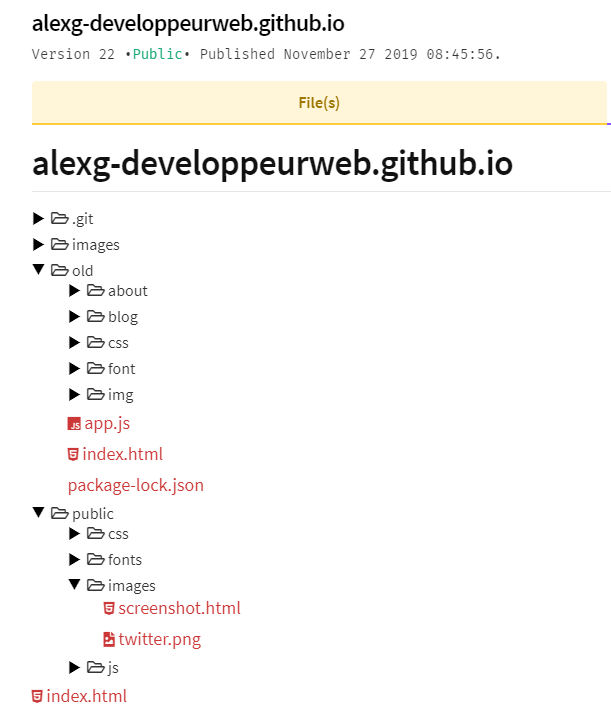 alexg-developpeurweb.github.io
Version 22 •Public• Published November 27 2019 08:45:56.
File(s)
alexg-developpeurweb.github.io
.git
images
old
about
blog
css
font
img
JS app.js
index.html
package-lock.json
public
css
fonts
images
screenshot.html
twitter.png
js
index.html